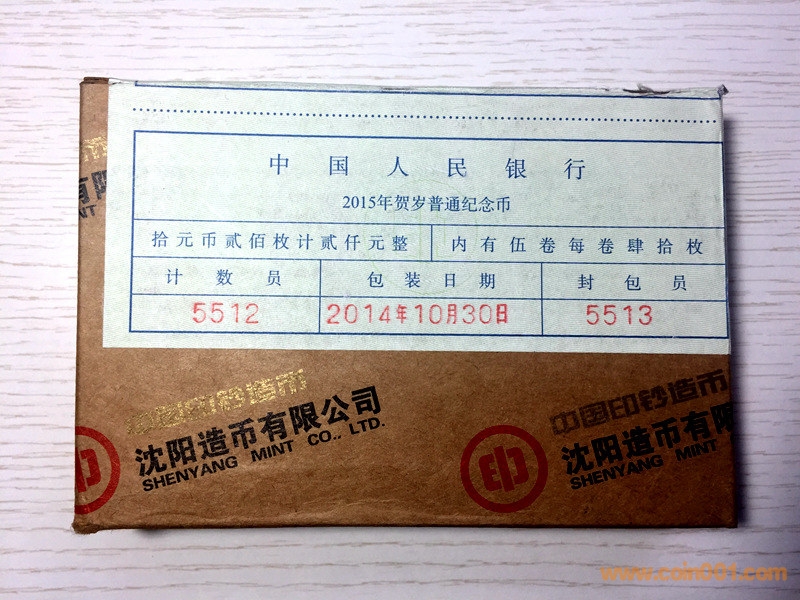 中国人民银行
2015年贺岁普通纪念币
拾元币贰佰枚计贰仟元整 内有伍卷每卷肆拾枚
计数员 包装日期 封包员
5512 2014年10月30日 5513
中国印钞造币
沈阳造币有限公司
SHENYANG MINT CO., LTD.
中国印钞造币
沈阳造币有限
SHENYANG MINT
www.coin001.com